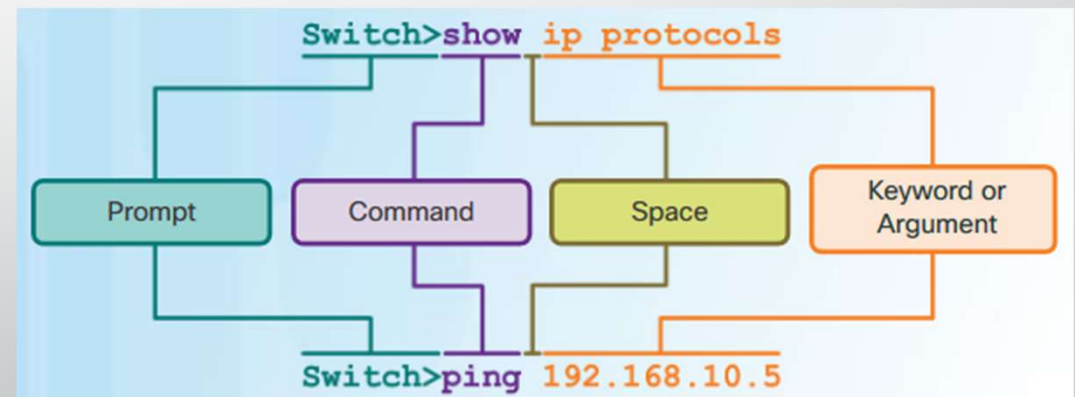 Switch>show ip protocols
Prompt
Command
Space
Keyword or
Argument
Switch>ping 192.168.10.5